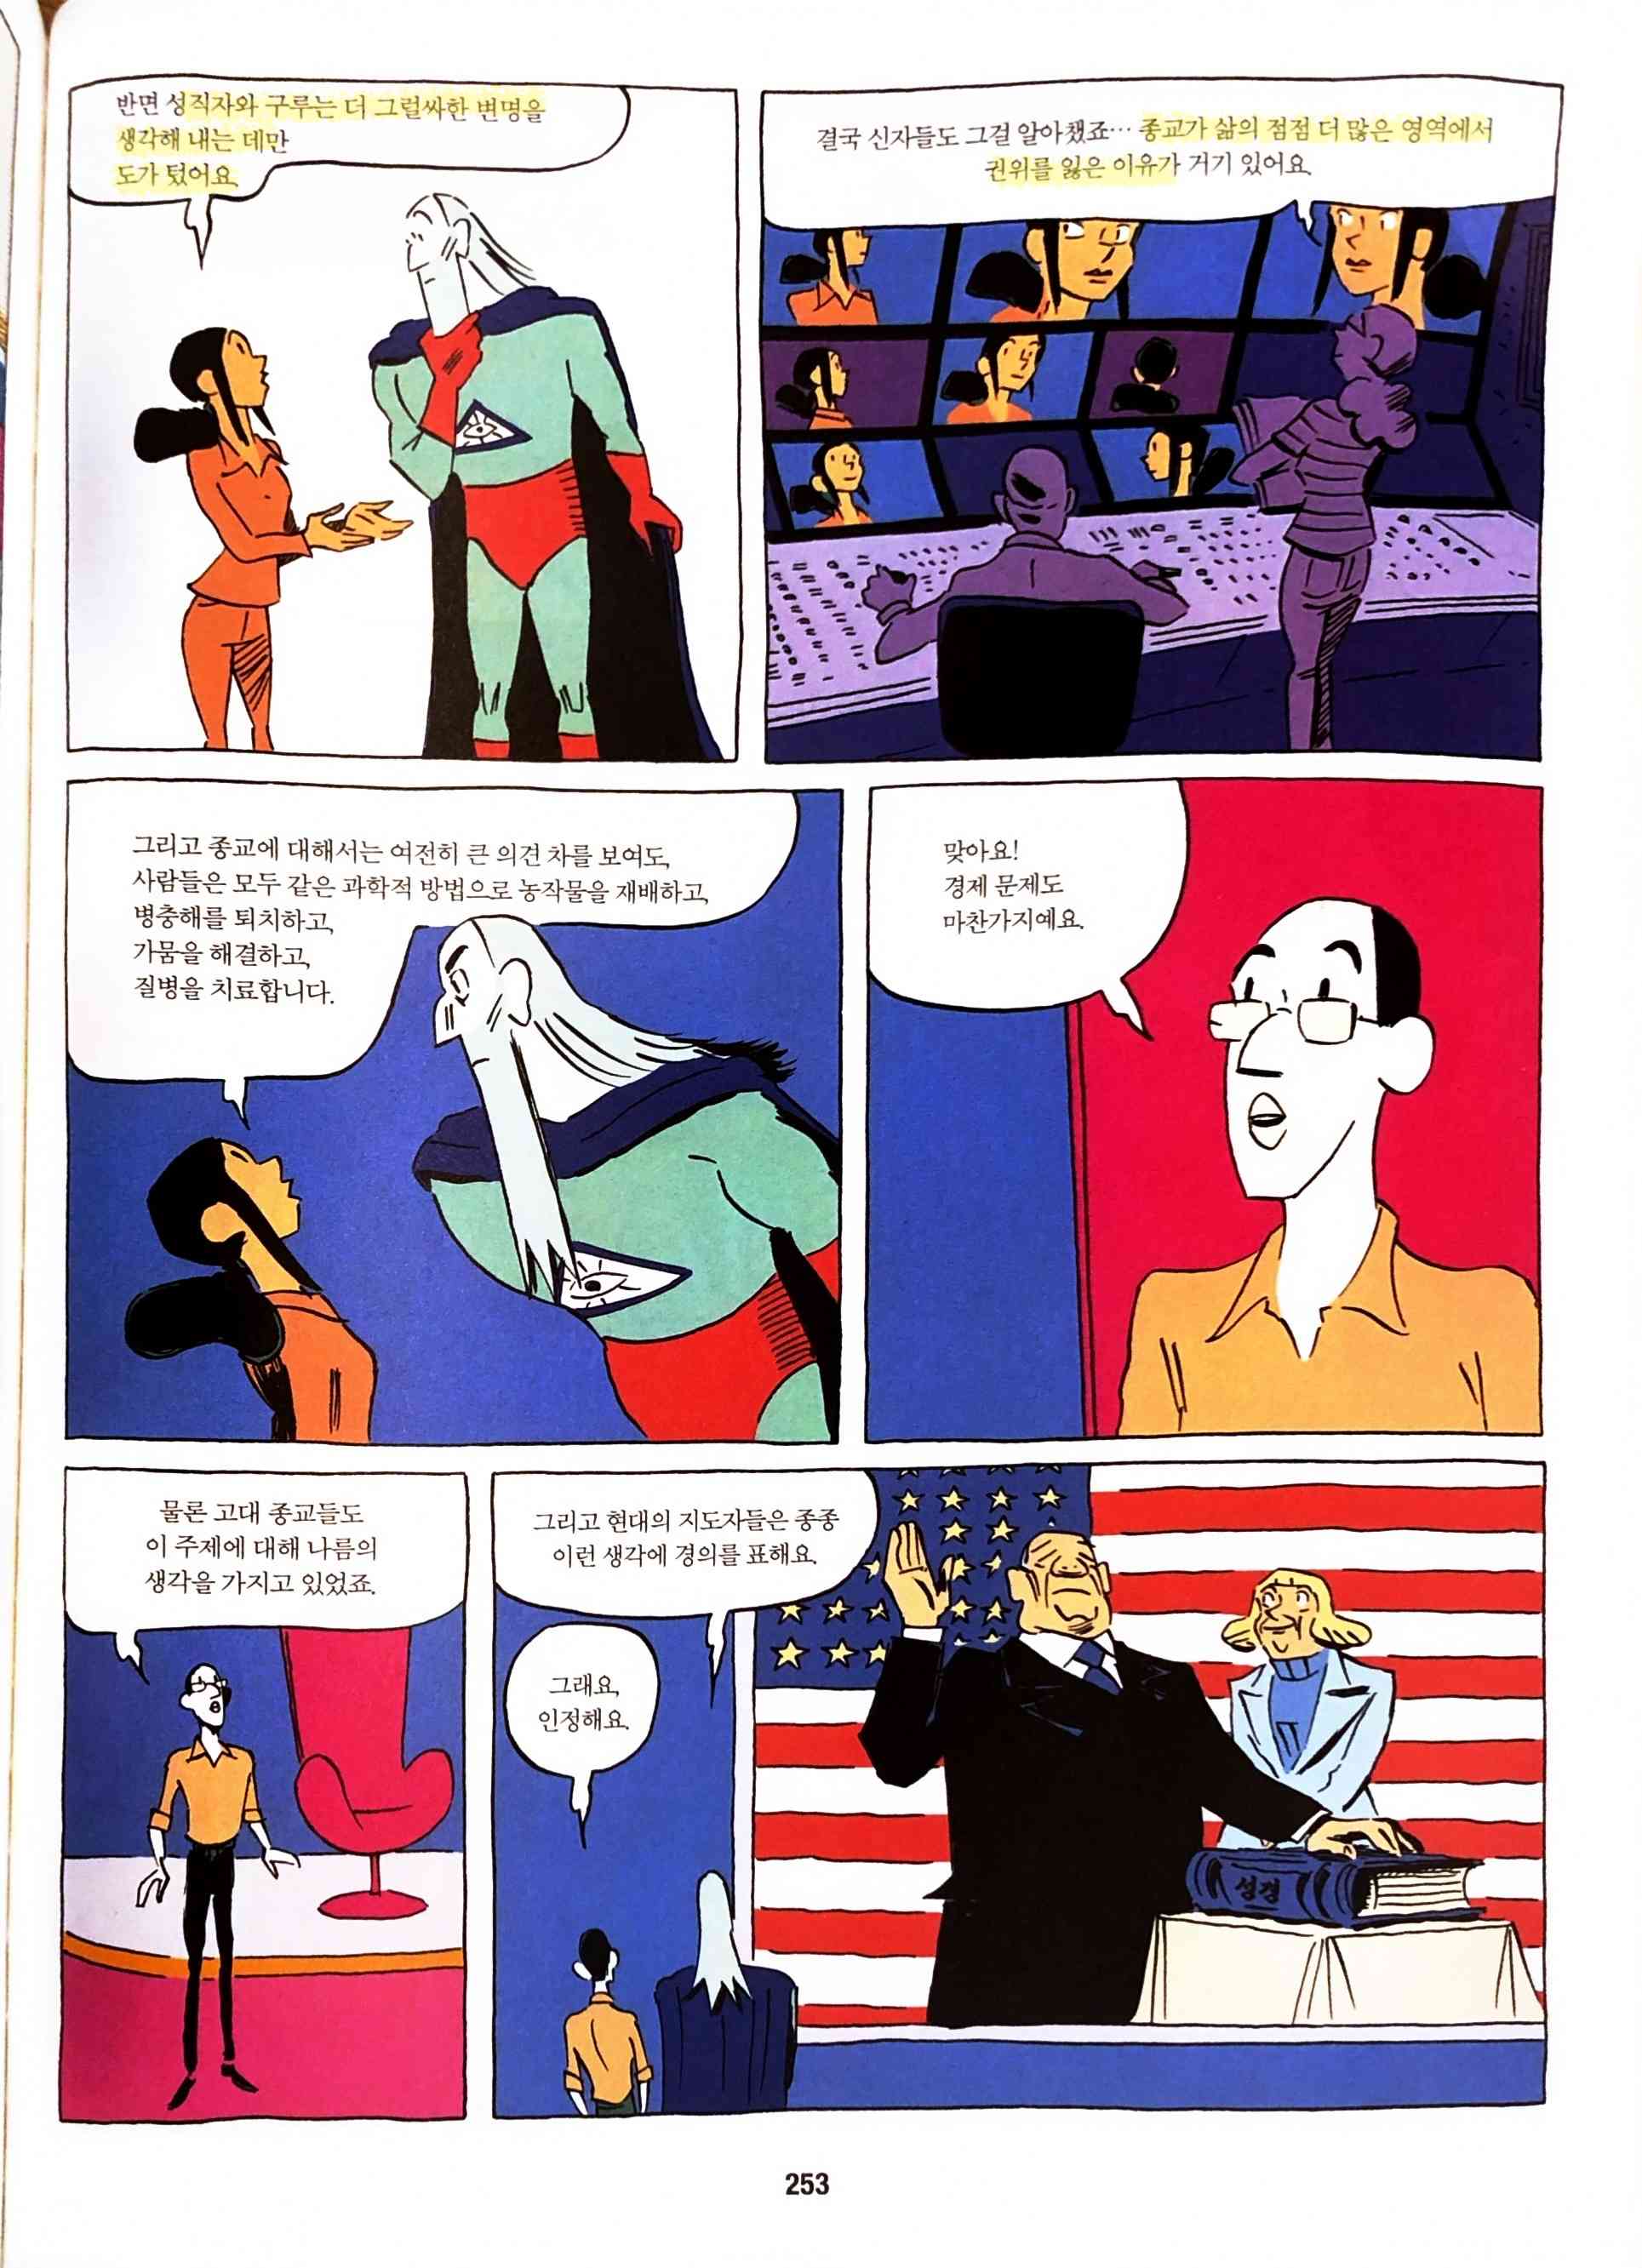 반면 성직자와 구루는 더 그럴싸한 변명을
생각해 내는 데만
도가 텄어요.
결국 신자들도 그걸 알아챘죠… 종교가 삶의 점점 더 많은 영역에서
권위를 잃은 이유가 거기 있어요.
그리고 종교에 대해서는 여전히 큰 의견 차를 보여도,
사람들은 모두 같은 과학적 방법으로 농작물을 재배하고,
병충해를 퇴치하고,
가뭄을 해결하고,
질병을 치료합니다.
맞아요!
경제 문제도
마찬가지예요.
물론 고대 종교들도
이 주제에 대해 나름의
생각을 가지고 있었죠.
그리고 현대의 지도자들은 종종
이런 생각에 경의를 표해요.
그래요,
인정해요.
성경
253